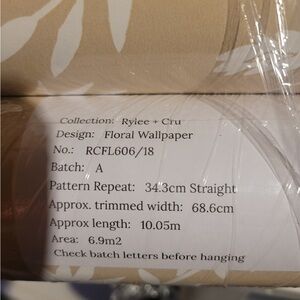 Collection: Rylee + Cru
Design: Floral Wallpaper
No.: RCFL606/18
Batch: A
Pattern Repeat: 34.3cm Straight
Approx. trimmed width: 68.6cm
Approx length: 10.05m
Area: 6.9m2
Check batch letters before hanging